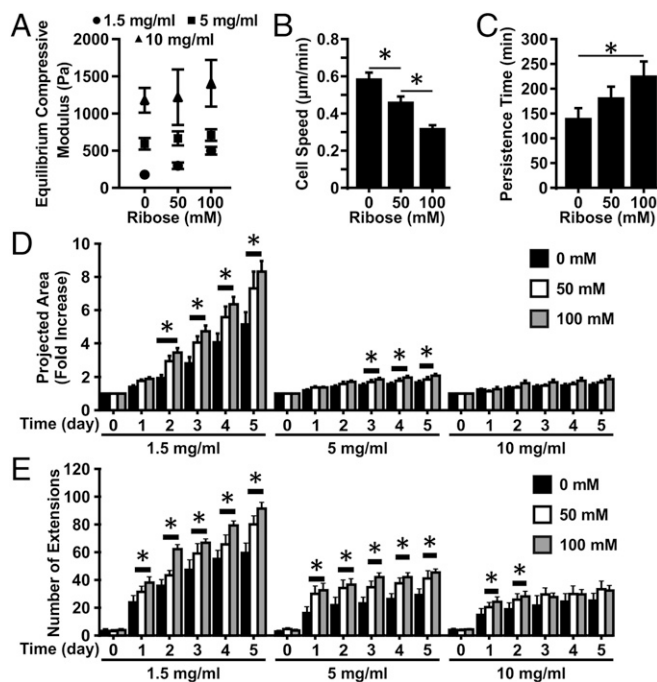 A
● 1.5 mg/ml ■ 5 mg/ml
▲ 10 mg/ml
Equilibrium Compressive
Modulus (Pa)
2000
1500
1000
500
0
0 50 100
Ribose (mM)
B
Cell Speed (μm/min)
0.8
0.6
0.4
0.2
0
*
*
0 50 100
Ribose (mM)
C
Persistence Time (min)
300
250
200
150
100
50
0
*
0 50 100
Ribose (mM)
D
Projected Area
(Fold Increase)
10
8
6
4
2
0
* * * *
* * *
0 mM
50 mM
100 mM
Time (day) 0 1 2 3 4 5 0 1 2 3 4 5 0 1 2 3 4 5
1.5 mg/ml 5 mg/ml 10 mg/ml
E
Number of Extensions
120
100
80
60
40
20
0
* * * * *
* * * * *
* *
0 mM
50 mM
100 mM
Time (day) 0 1 2 3 4 5 0 1 2 3 4 5 0 1 2 3 4 5
1.5 mg/ml 5 mg/ml 10 mg/ml